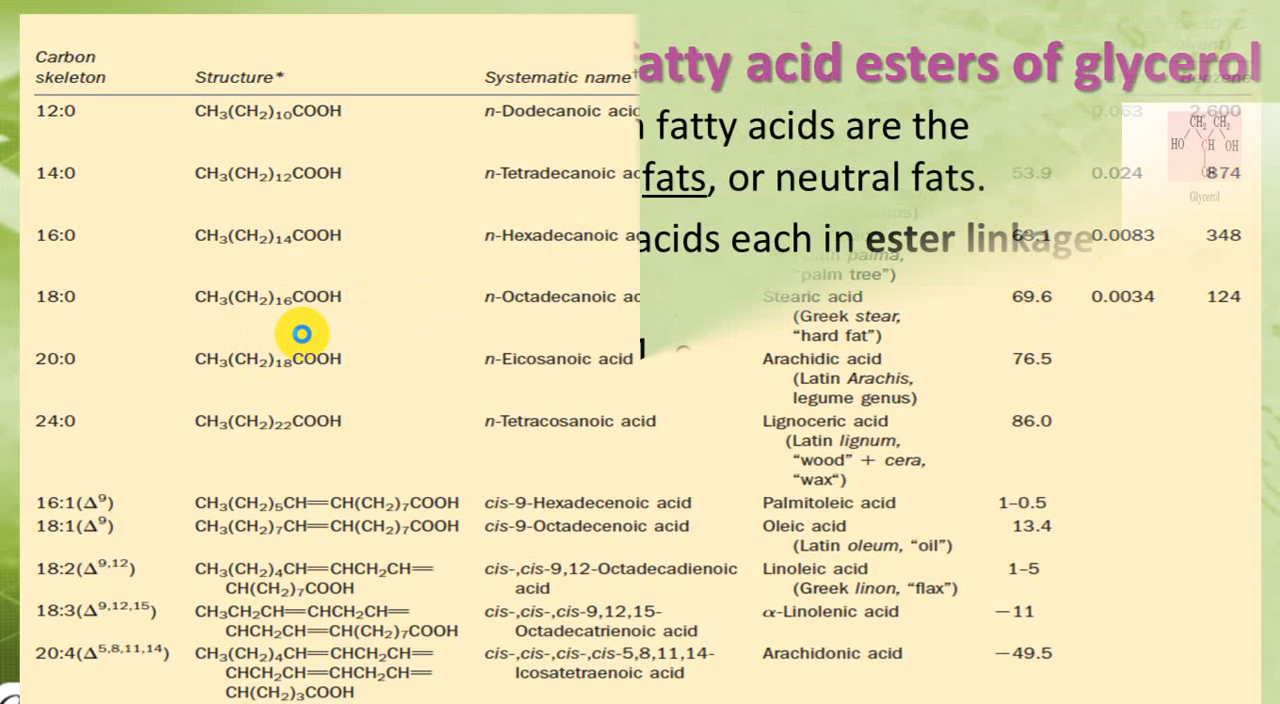 Carbon
skeleton Structure* Systematic name† Benzene
atty acid esters of glycerol
12:0 CH₃(CH₂)₁₀COOH n-Dodecanoic acid 0.063 2,600
fatty acids are the
14:0 CH₃(CH₂)₁₂COOH n-Tetradecanoic ac 53.9 0.024 874
fats, or neutral fats.
CH₂ CH₂
HO CH OH
Glycerol
16:0 CH₃(CH₂)₁₄COOH n-Hexadecanoic a 63.1 0.0083 348
acids each in ester linkage
palma,
"palm tree")
18:0 CH₃(CH₂)₁₆COOH n-Octadecanoic ac Stearic acid 69.6 0.0034 124
(Greek stear,
"hard fat")
20:0 CH₃(CH₂)₁₈COOH n-Eicosanoic acid Arachidic acid 76.5
(Latin Arachis,
legume genus)
24:0 CH₃(CH₂)₂₂COOH n-Tetracosanoic acid Lignoceric acid 86.0
(Latin lignum,
"wood" + cera,
"wax")
16:1(Δ⁹) CH₃(CH₂)₅CH=CH(CH₂)₇COOH cis-9-Hexadecenoic acid Palmitoleic acid 1–0.5
18:1(Δ⁹) CH₃(CH₂)₇CH=CH(CH₂)₇COOH cis-9-Octadecenoic acid Oleic acid 13.4
(Latin oleum, "oil")
18:2(Δ⁹,¹²) CH₃(CH₂)₄CH=CHCH₂CH= cis-,cis-9,12-Octadecadienoic Linoleic acid 1–5
CH(CH₂)₇COOH acid (Greek linon, "flax")
18:3(Δ⁹,¹²,¹⁵) CH₃CH₂CH=CHCH₂CH= cis-,cis-,cis-9,12,15- α-Linolenic acid −11
CHCH₂CH=CH(CH₂)₇COOH Octadecatrienoic acid
20:4(Δ⁵,⁸,¹¹,¹⁴) CH₃(CH₂)₄CH=CHCH₂CH= cis-,cis-,cis-,cis-5,8,11,14- Arachidonic acid −49.5
CHCH₂CH=CHCH₂CH= Icosatetraenoic acid
CH(CH₂)₃COOH